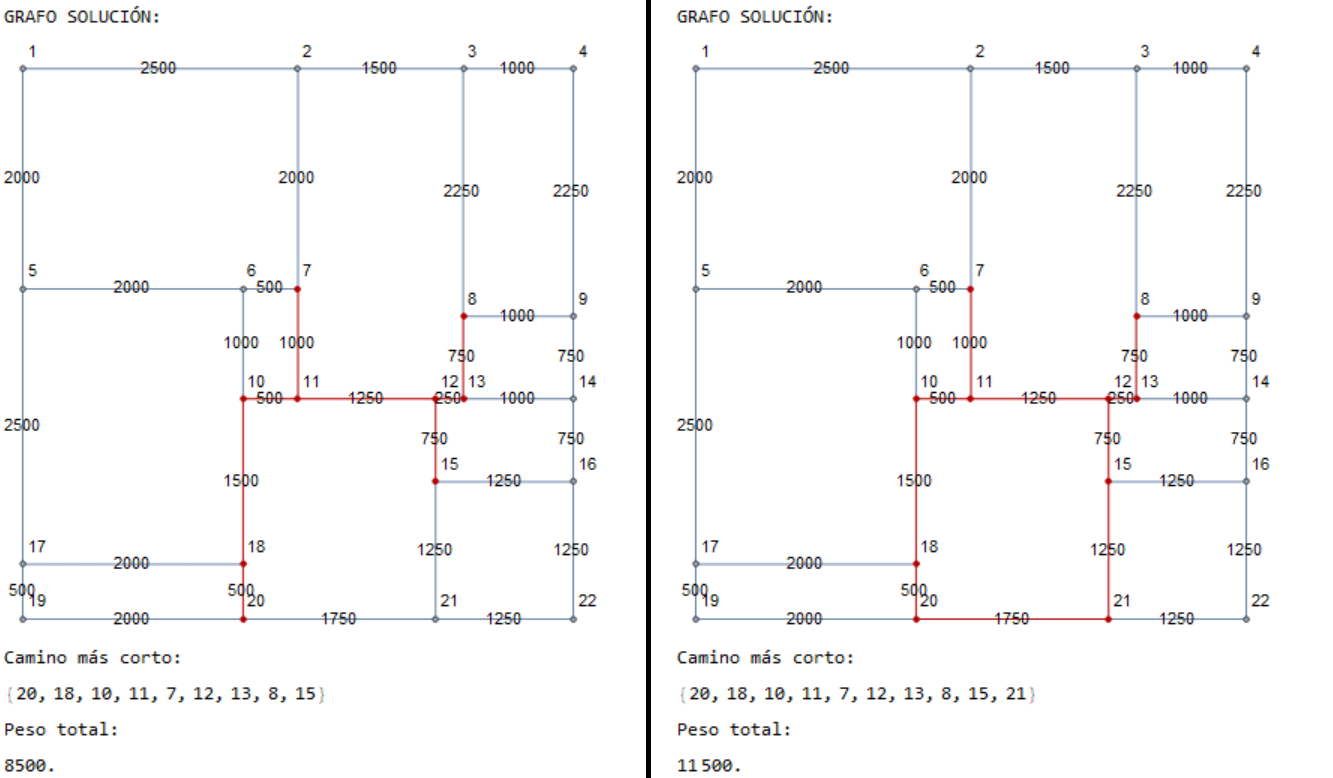 GRAFO SOLUCIÓN:
1 2 3 4
2500 1500 1000
2000 2000 2250 2250
5 6 7
2000 500
8 9
1000
1000 1000 750 750
10 11 12 13 14
500 1250 250 1000
2500 750 750
15 16
1500 1250
17 18
2000 1250 1250
500 500
19 20 21 22
2000 1750 1250
Camino más corto:
{20, 18, 10, 11, 7, 12, 13, 8, 15}
Peso total:
8500.
GRAFO SOLUCIÓN:
1 2 3 4
2500 1500 1000
2000 2000 2250 2250
5 6 7
2000 500
8 9
1000
1000 1000 750 750
10 11 12 13 14
500 1250 250 1000
2500 750 750
15 16
1500 1250
17 18
2000 1250 1250
500 500
19 20 21 22
2000 1750 1250
Camino más corto:
{20, 18, 10, 11, 7, 12, 13, 8, 15, 21}
Peso total:
11500.